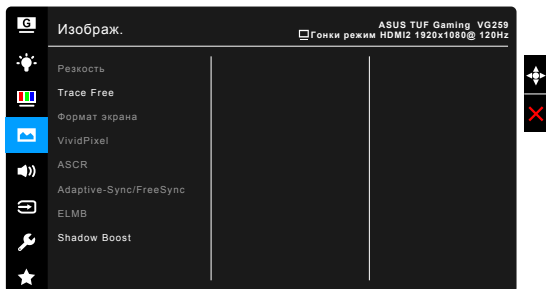 G
Изображ.
ASUS TUF Gaming VG259
Гонки режим HDMI2 1920x1080@ 120Hz
Резкость
Trace Free
Формат экрана
VividPixel
ASCR
Adaptive-Sync/FreeSync
ELMB
Shadow Boost